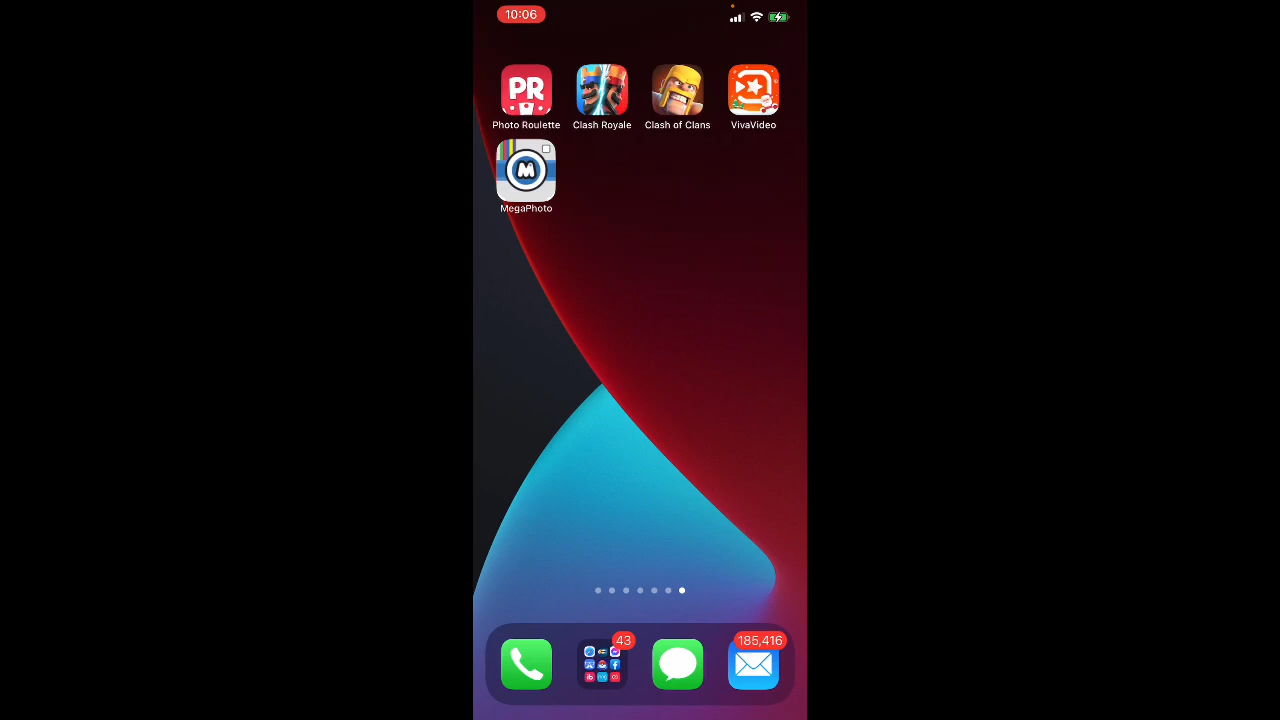 10:06
PR
Photo Roulette
Clash Royale
Clash of Clans
VivaVideo
M
MegaPhoto
43
185,416